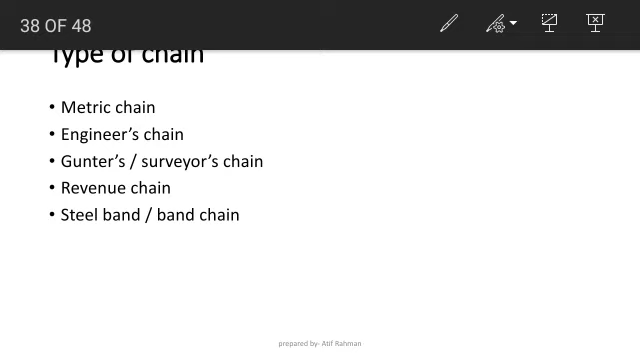 38 OF 48
Type of chain
• Metric chain
• Engineer’s chain
• Gunter’s / surveyor’s chain
• Revenue chain
• Steel band / band chain
prepared by- Atif Rahman